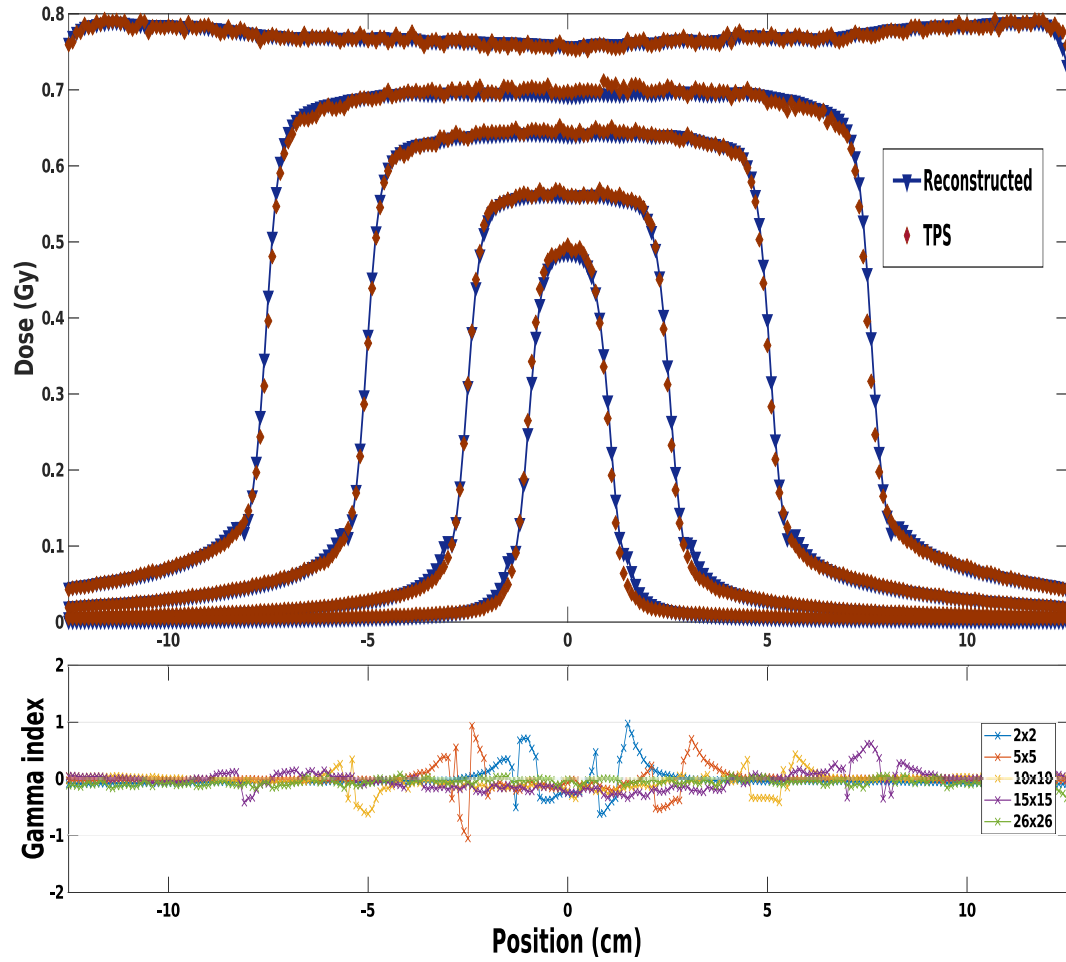 0.8
0.7
0.6
0.5
0.4
0.3
0.2
0.1
0
Dose (Gy)
Reconstructed
TPS
-10
-5
0
5
10
2
1
0
-1
-2
Gamma index
2x2
5x5
10x10
15x15
26x26
-10
-5
0
5
10
Position (cm)